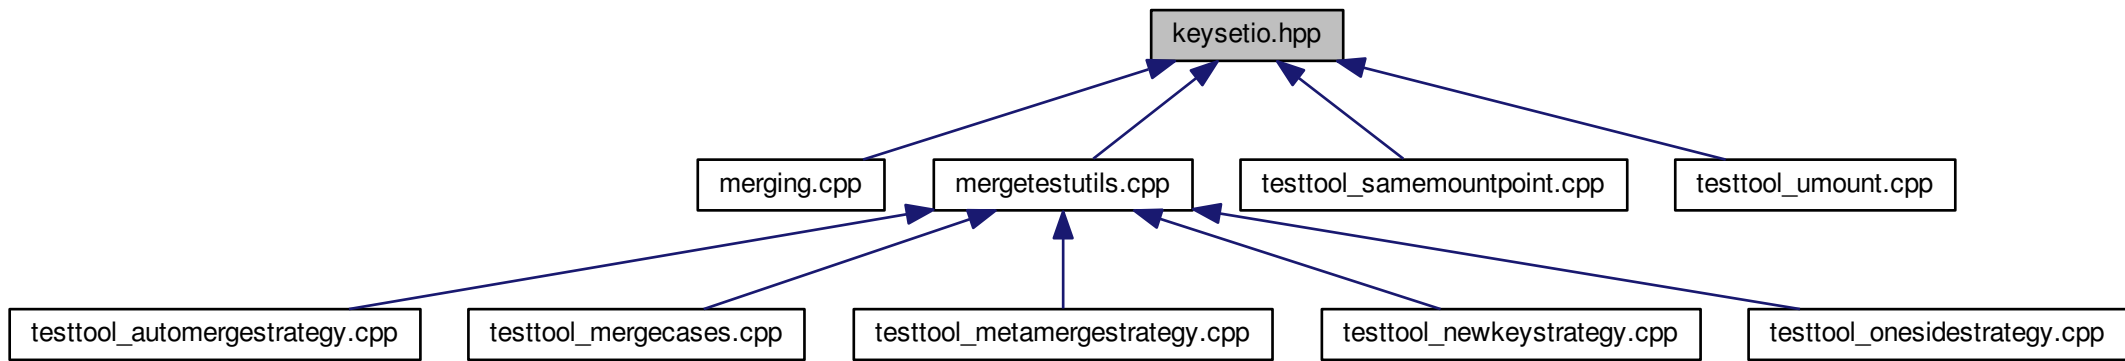 keysetio.hpp
merging.cpp
mergetestutils.cpp
testtool_samemountpoint.cpp
testtool_umount.cpp
testtool_automergestrategy.cpp
testtool_mergecases.cpp
testtool_metamergestrategy.cpp
testtool_newkeystrategy.cpp
testtool_onesidestrategy.cpp